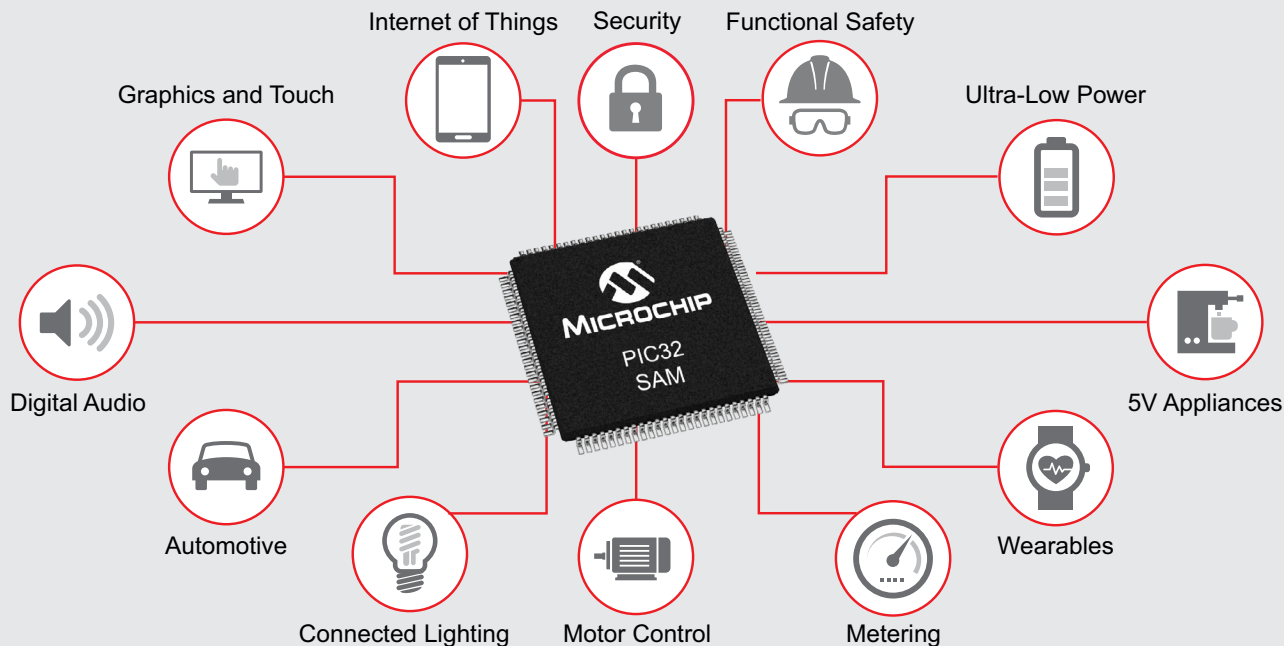 Internet of Things
Security
Functional Safety
Graphics and Touch
Ultra-Low Power
MICROCHIP
PIC32
SAM
Digital Audio
5V Appliances
Automotive
Wearables
Connected Lighting
Motor Control
Metering